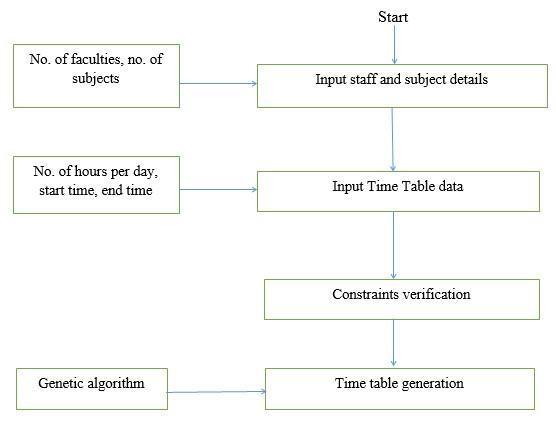 Start
No. of faculties, no. of
subjects
Input staff and subject details
No. of hours per day,
start time, end time
Input Time Table data
Constraints verification
Genetic algorithm
Time table generation